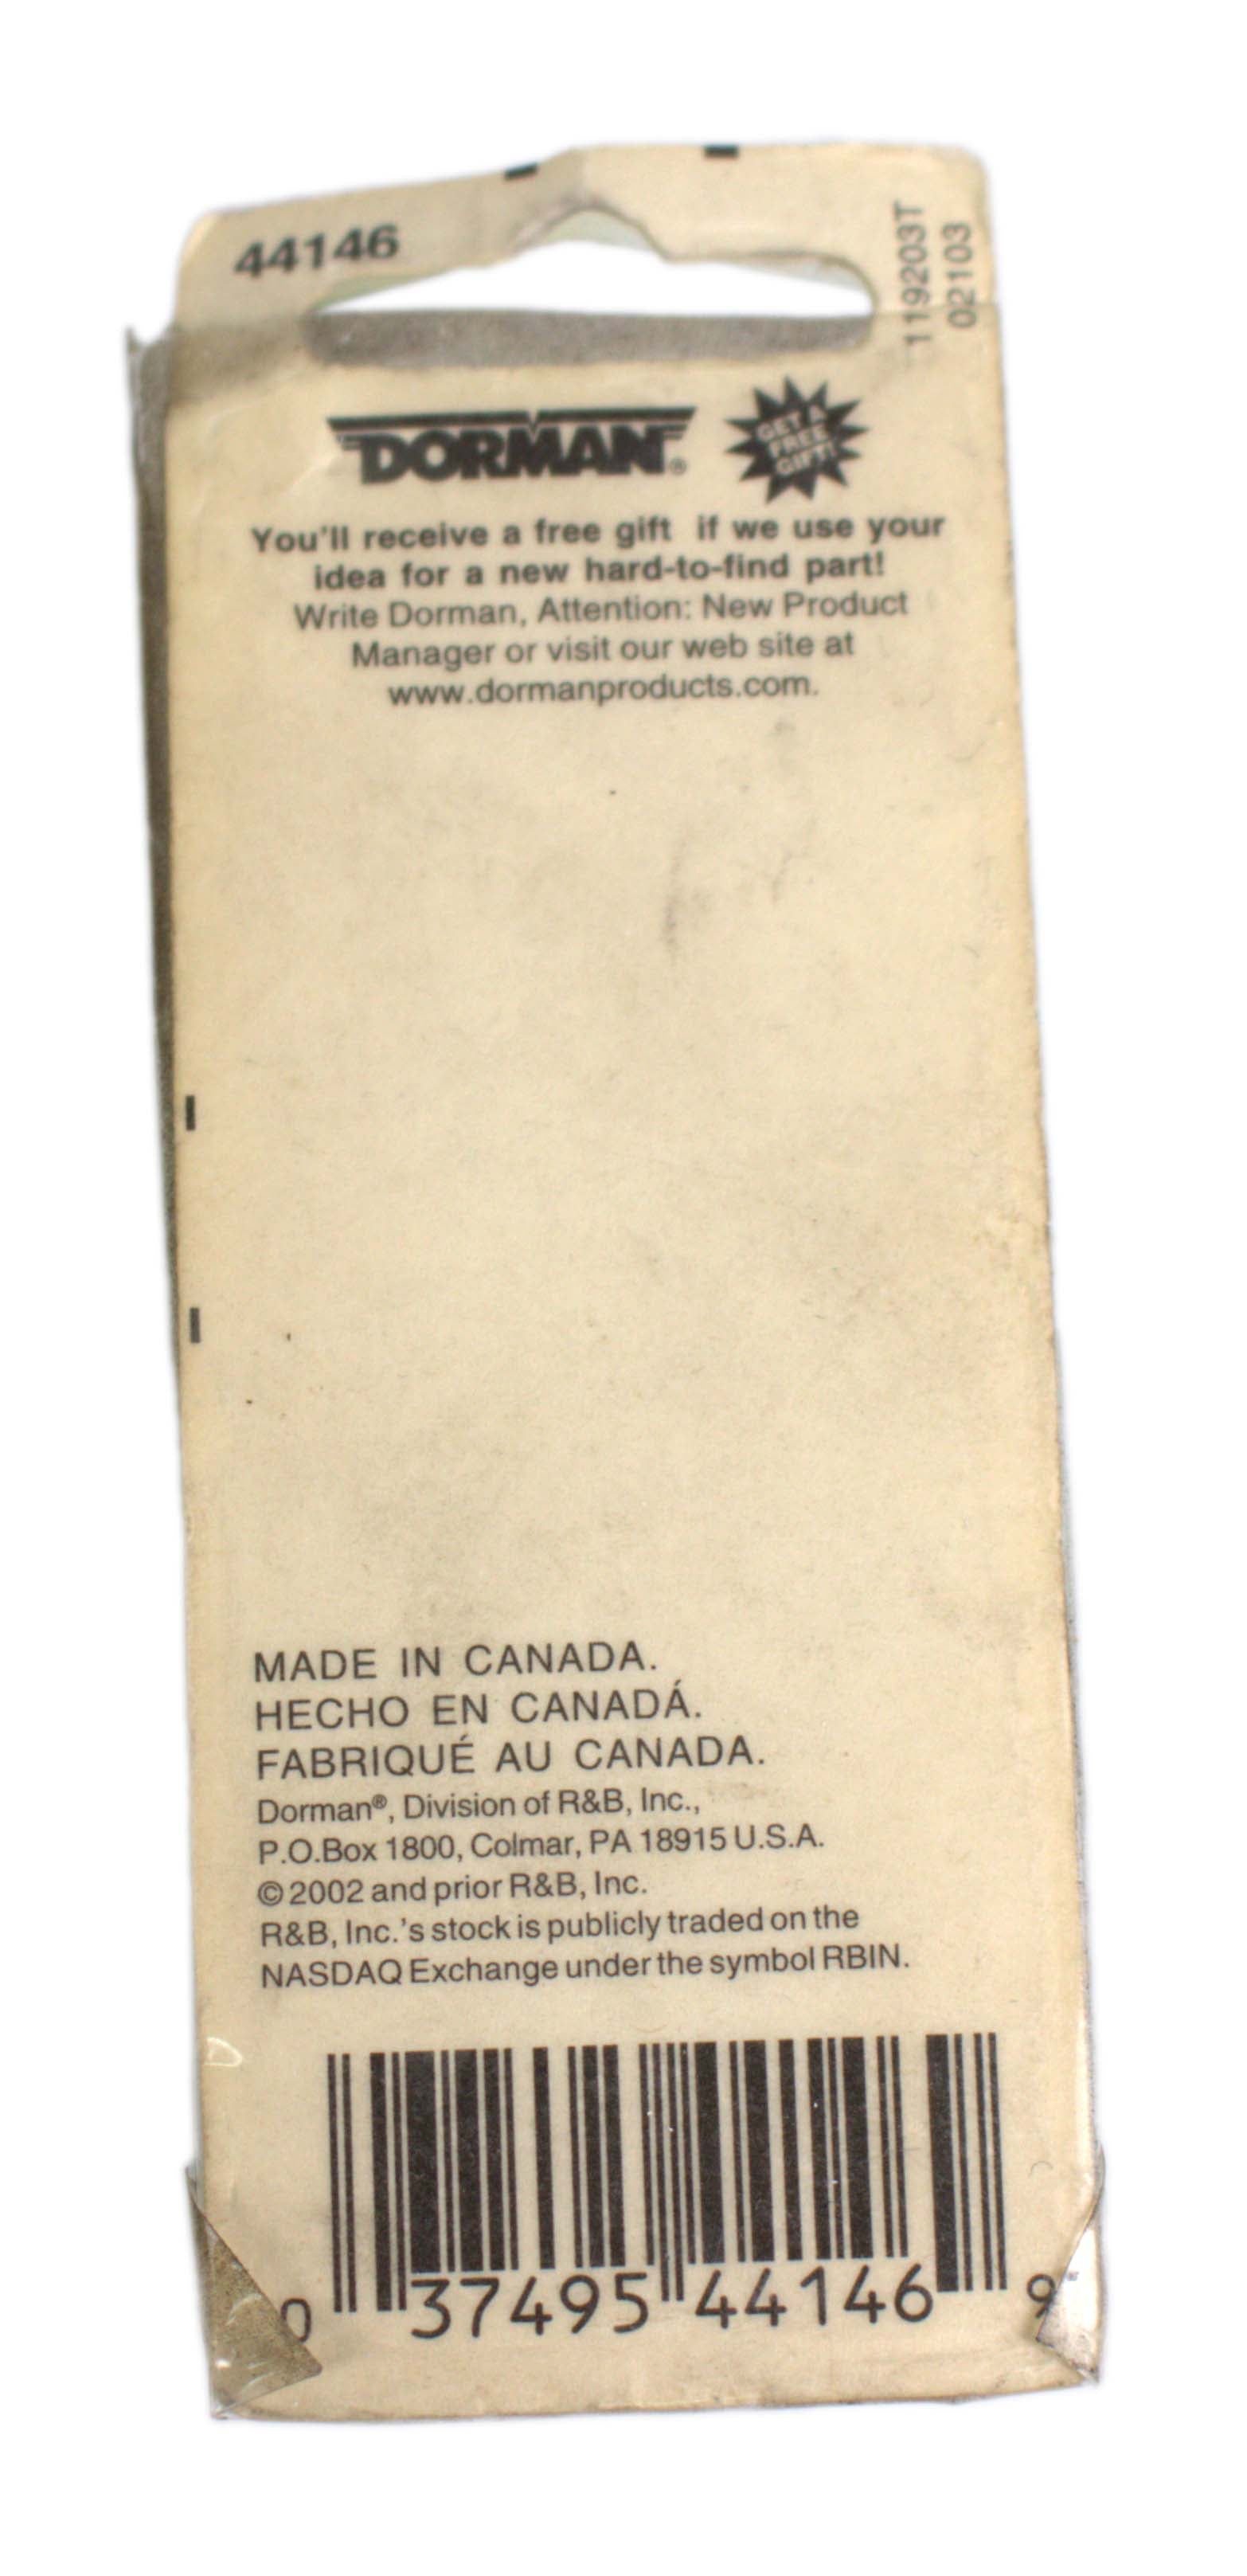 44146
119203T
02103
DORMAN®
GET A
FREE
GIFT!
You'll receive a free gift if we use your
idea for a new hard-to-find part!
Write Dorman, Attention: New Product
Manager or visit our web site at
www.dormanproducts.com.
MADE IN CANADA.
HECHO EN CANADÁ.
FABRIQUÉ AU CANADA.
Dorman®, Division of R&B, Inc.,
P.O.Box 1800, Colmar, PA 18915 U.S.A.
©2002 and prior R&B, Inc.
R&B, Inc.'s stock is publicly traded on the
NASDAQ Exchange under the symbol RBIN.
0 37495 44146 9